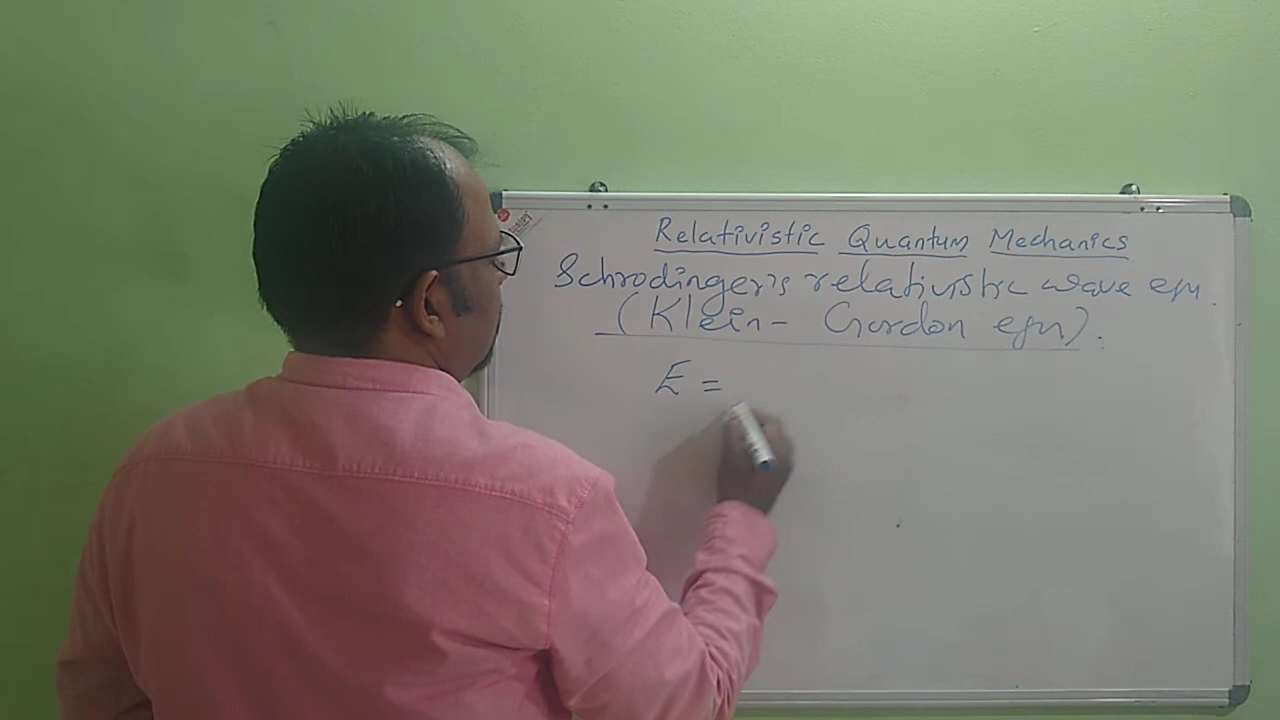 Relativistic Quantum Mechanics
Schrodinger's relativistic wave eqn.
(Klein - Gordon eqn).
E =